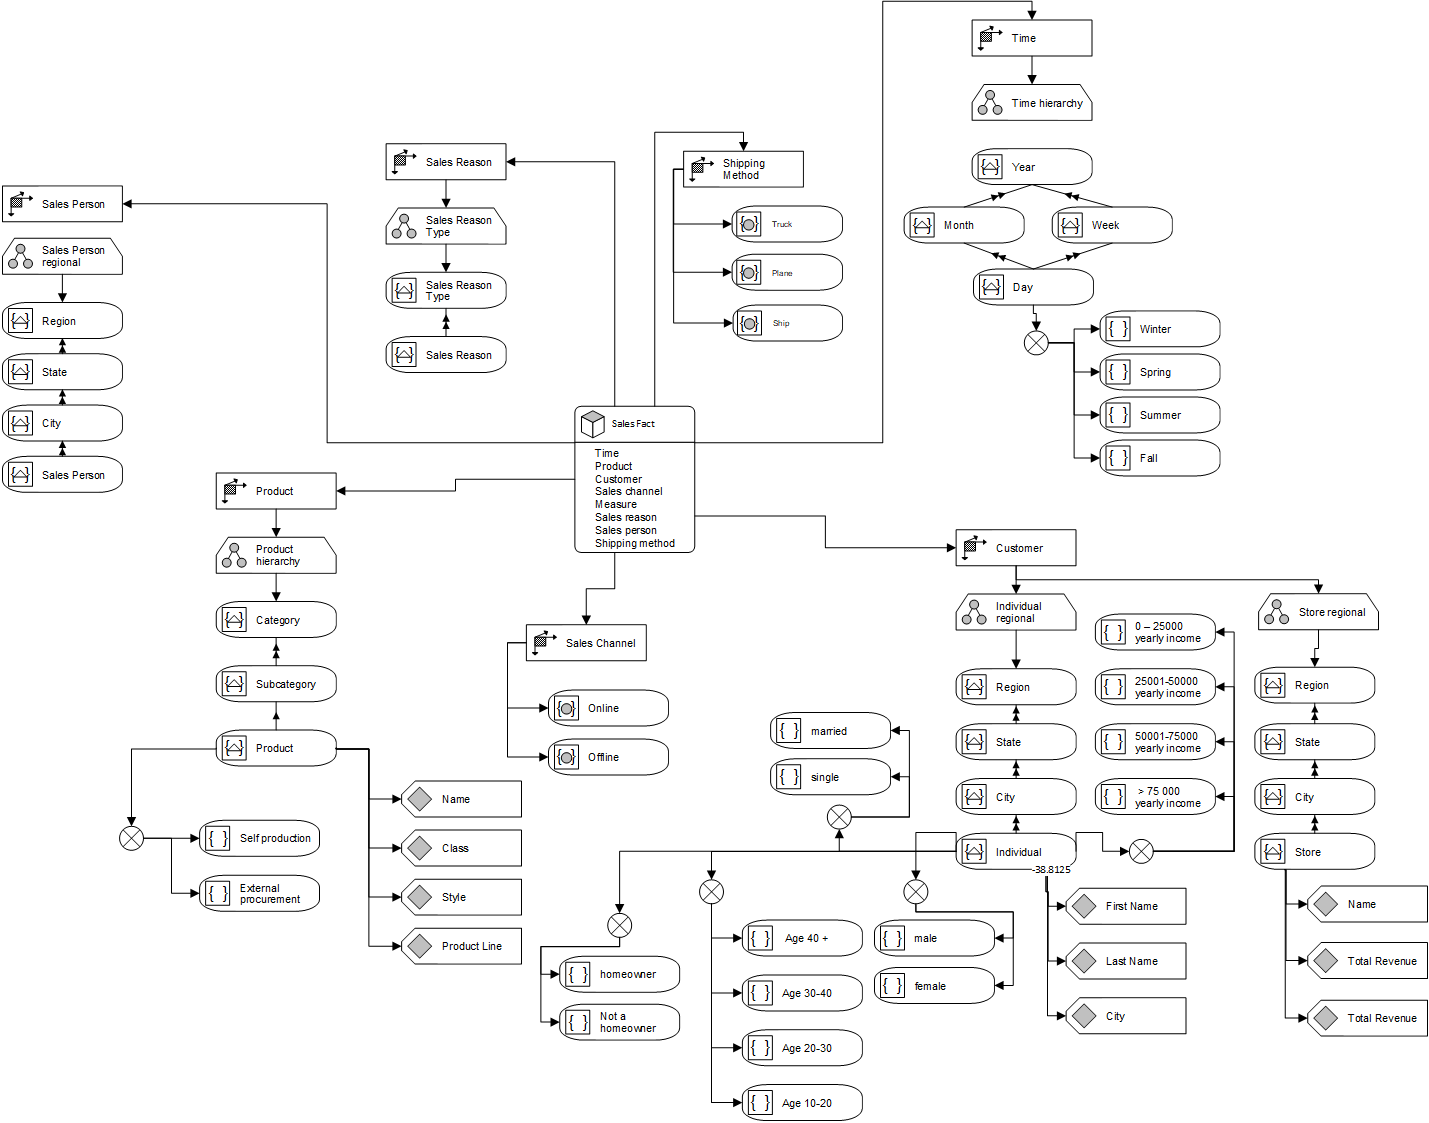 Time
Time hierarchy
Year
Month
Week
Day
Winter
Spring
Summer
Fall
Shipping
Method
Truck
Plane
Ship
Sales Reason
Sales Reason
Type
Sales Reason
Type
Sales Reason
Sales Person
Sales Person
regional
Region
State
City
Sales Person
Sales Fact
Time
Product
Customer
Sales channel
Measure
Sales reason
Sales person
Shipping method
Product
Product
hierarchy
Category
Subcategory
Product
Self production
External
procurement
Name
Class
Style
Product Line
Sales Channel
Online
Offline
Customer
Individual
regional
Region
State
City
Individual
-38.8125
0 – 25000
yearly income
25001-50000
yearly income
50001-75000
yearly income
> 75 000
yearly income
Store regional
Region
State
City
Store
married
single
homeowner
Not a
homeowner
Age 40 +
Age 30-40
Age 20-30
Age 10-20
male
female
First Name
Last Name
City
Name
Total Revenue
Total Revenue